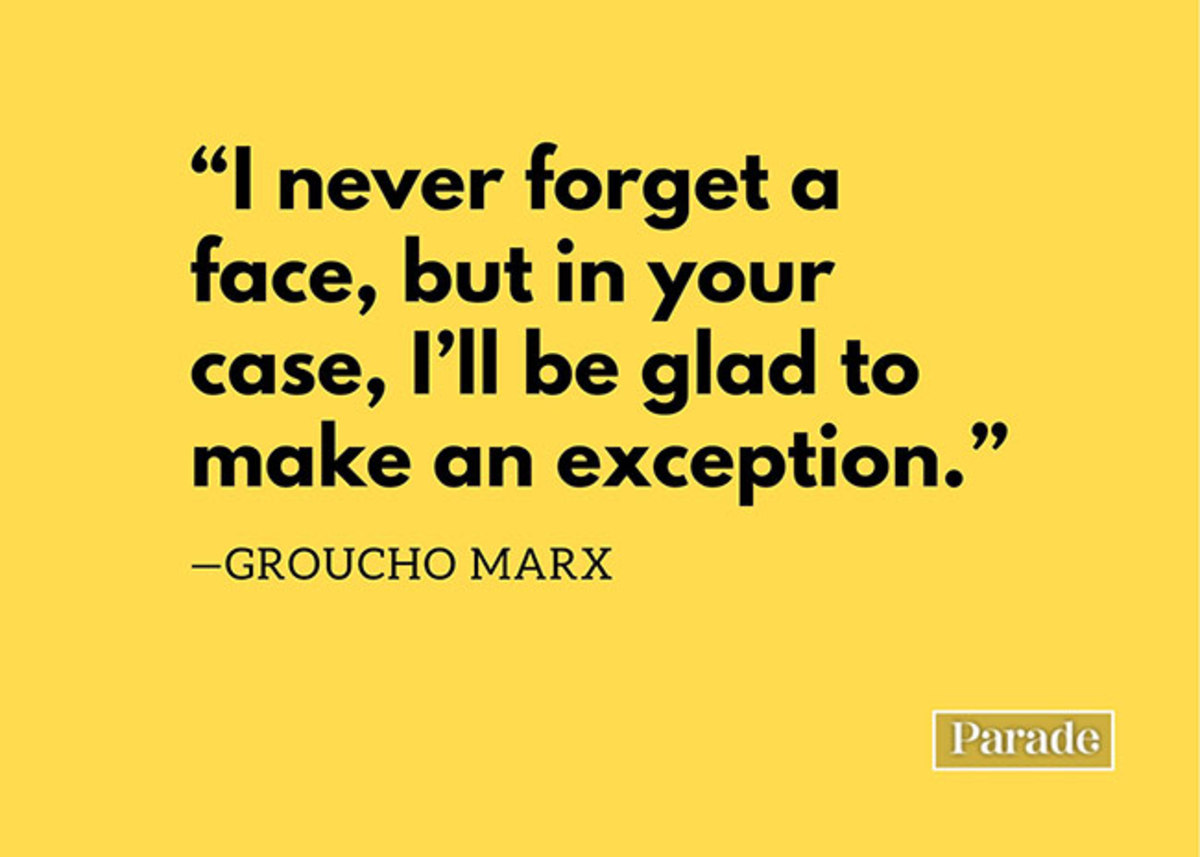 “I never forget a
face, but in your
case, I’ll be glad to
make an exception.”
—GROUCHO MARX
Parade